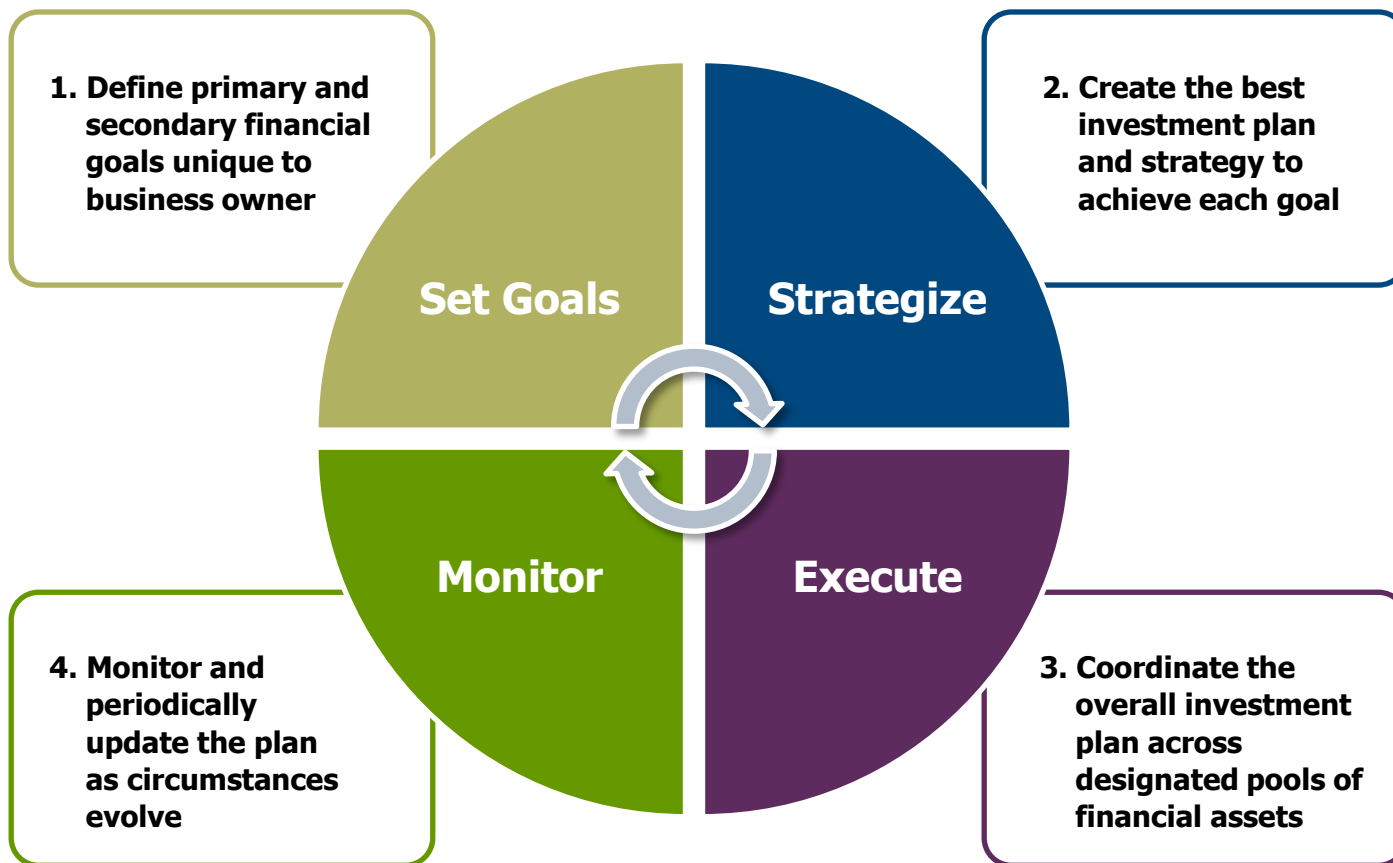 1. Define primary and
secondary financial
goals unique to
business owner
2. Create the best
investment plan
and strategy to
achieve each goal
Set Goals
Strategize
Monitor
Execute
4. Monitor and
periodically
update the plan
as circumstances
evolve
3. Coordinate the
overall investment
plan across
designated pools of
financial assets